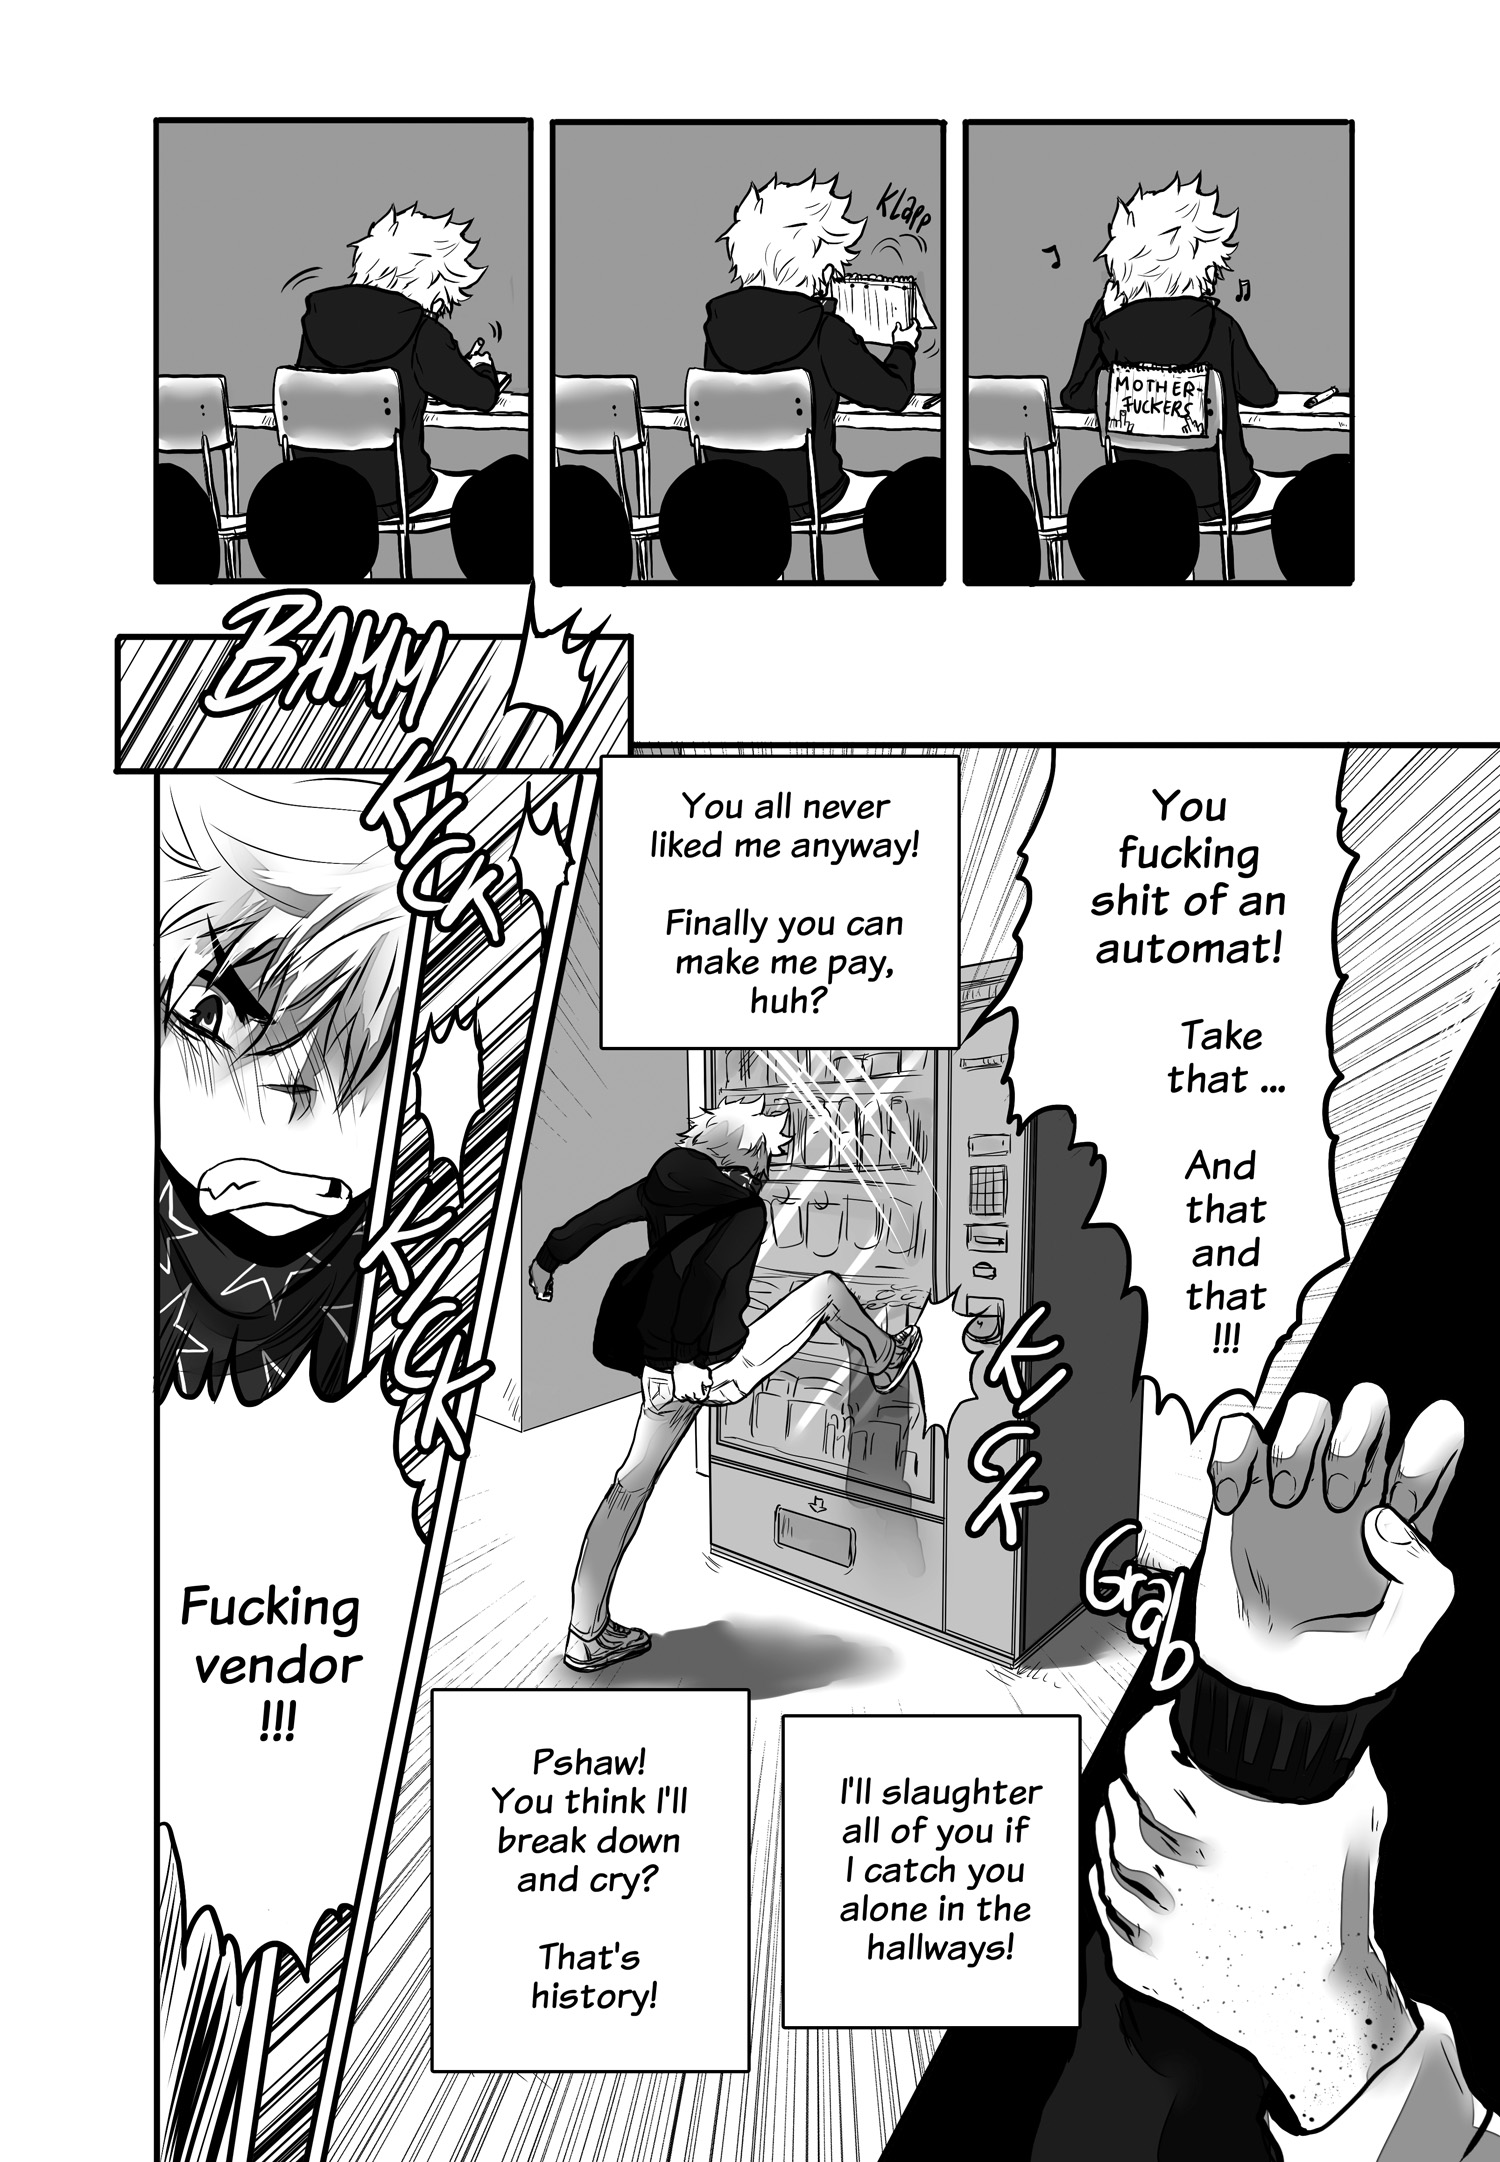 KLapp
MOTHER-
FUCKERS
BAMM
KICK
You all never
liked me anyway!
Finally you can
make me pay,
huh?
You
fucking
shit of an
automat!
Take
that ...
And
that
and
that
!!!
KICK
KICK
Grab
Fucking
vendor
!!!
Pshaw!
You think I'll
break down
and cry?
That's
history!
I'll slaughter
all of you if
I catch you
alone in the
hallways!